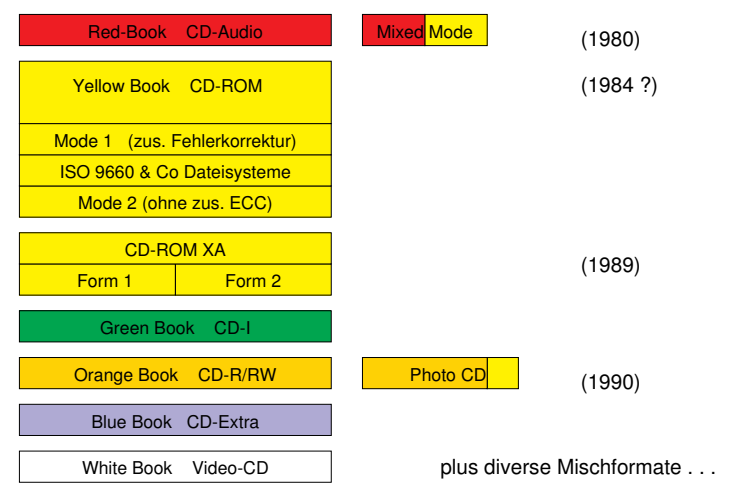 Red-Book CD-Audio Mixed Mode (1980)
Yellow Book CD-ROM (1984 ?)
Mode 1 (zus. Fehlerkorrektur)
ISO 9660 & Co Dateisysteme
Mode 2 (ohne zus. ECC)
CD-ROM XA
(1989)
Form 1 Form 2
Green Book CD-I
Orange Book CD-R/RW Photo CD (1990)
Blue Book CD-Extra
White Book Video-CD plus diverse Mischformate . . .